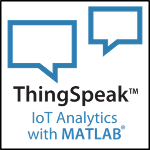 ThingSpeak™
IoT Analytics
with MATLAB®